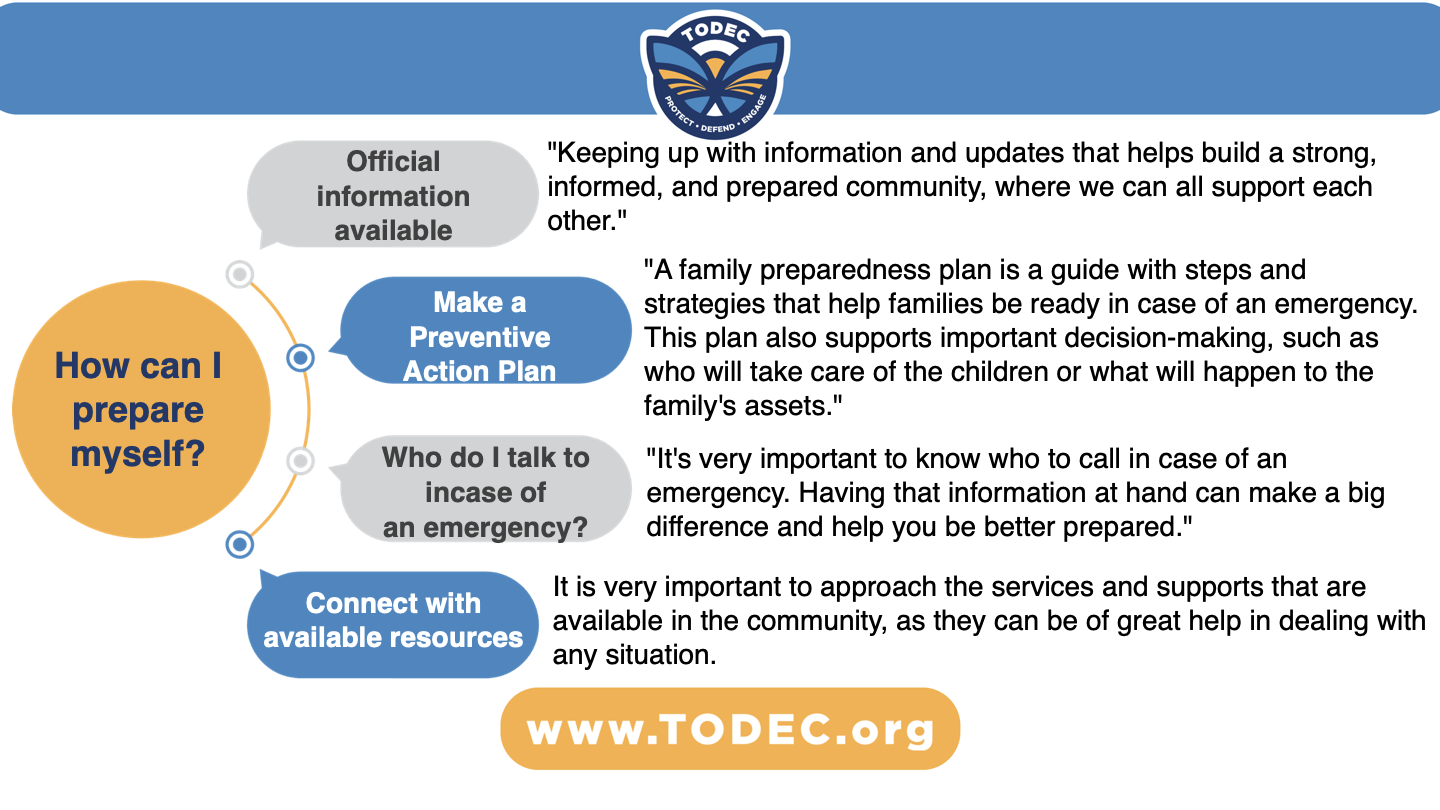 TODEC
PROTECT • DEFEND • ENGAGE
Official
information
available
"Keeping up with information and updates that helps build a strong,
informed, and prepared community, where we can all support each
other."
How can I
prepare
myself?
Make a
Preventive
Action Plan
"A family preparedness plan is a guide with steps and
strategies that help families be ready in case of an emergency.
This plan also supports important decision-making, such as
who will take care of the children or what will happen to the
family's assets."
Who do I talk to
incase of
an emergency?
"It's very important to know who to call in case of an
emergency. Having that information at hand can make a big
difference and help you be better prepared."
Connect with
available resources
It is very important to approach the services and supports that are
available in the community, as they can be of great help in dealing with
any situation.
www.TODEC.org